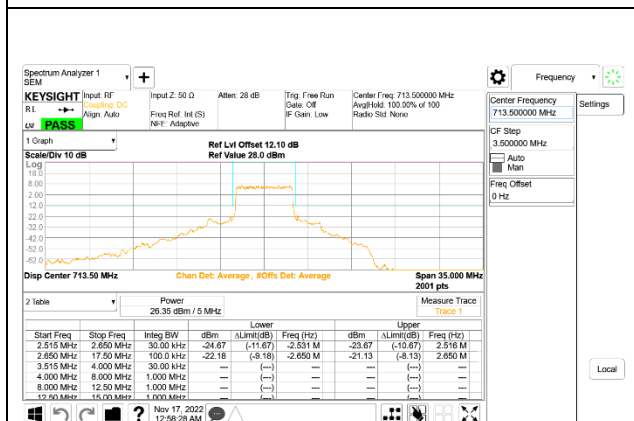 Spectrum Analyzer 1
SEM
Frequency
KEYSIGHT
Input: RF
Input Z: 50 Ω
Atten: 28 dB
Trig: Free Run
Center Freq: 713.500000 MHz
R L
Coupling: DC
Gate: Off
Avg|Hold: 100.00% of 100
Align: Auto
Freq Ref: Int (S)
IF Gain: Low
Radio Std: None
NFE: Adaptive
PASS
Center Frequency
713.500000 MHz
Settings
CF Step
3.500000 MHz
Auto
Man
Freq Offset
0 Hz
1 Graph
Ref Lvl Offset 12.10 dB
Scale/Div 10 dB
Ref Value 28.0 dBm
Log
18.0
8.00
2.00
12.0
-22.0
-32.0
-42.0
-52.0
-62.0
Disp Center 713.50 MHz
Chan Det: Average , #Offs Det: Average
Span 35.000 MHz
2001 pts
2 Table
Power
26.35 dBm / 5 MHz
Measure Trace
Trace 1
Lower Upper
Start Freq Stop Freq Integ BW dBm ΔLimit(dB) Freq (Hz) dBm ΔLimit(dB) Freq (Hz)
2.515 MHz 2.650 MHz 30.00 kHz -24.67 (-11.67) -2.531 M -23.67 (-10.67) 2.516 M
2.650 MHz 17.50 MHz 100.0 kHz -22.18 (-9.18) -2.650 M -21.13 (-8.13) 2.650 M
3.515 MHz 4.000 MHz 30.00 kHz --- (---) --- --- (---) ---
4.000 MHz 8.000 MHz 1.000 MHz --- (---) --- --- (---) ---
8.000 MHz 12.50 MHz 1.000 MHz --- (---) --- --- (---) ---
12.50 MHz 15.00 MHz 1.000 MHz --- (---) --- --- (---) ---
Local
Nov 17, 2022
12:58:28 AM